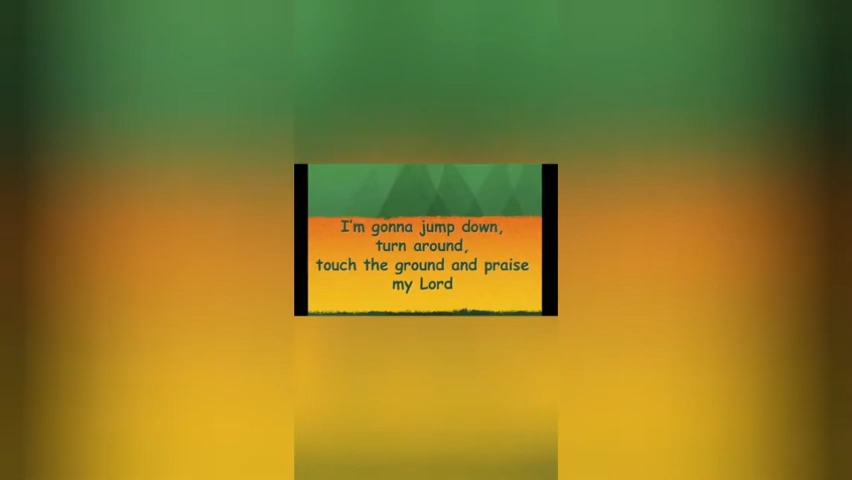 I'm gonna jump down,
turn around,
touch the ground and praise
my Lord